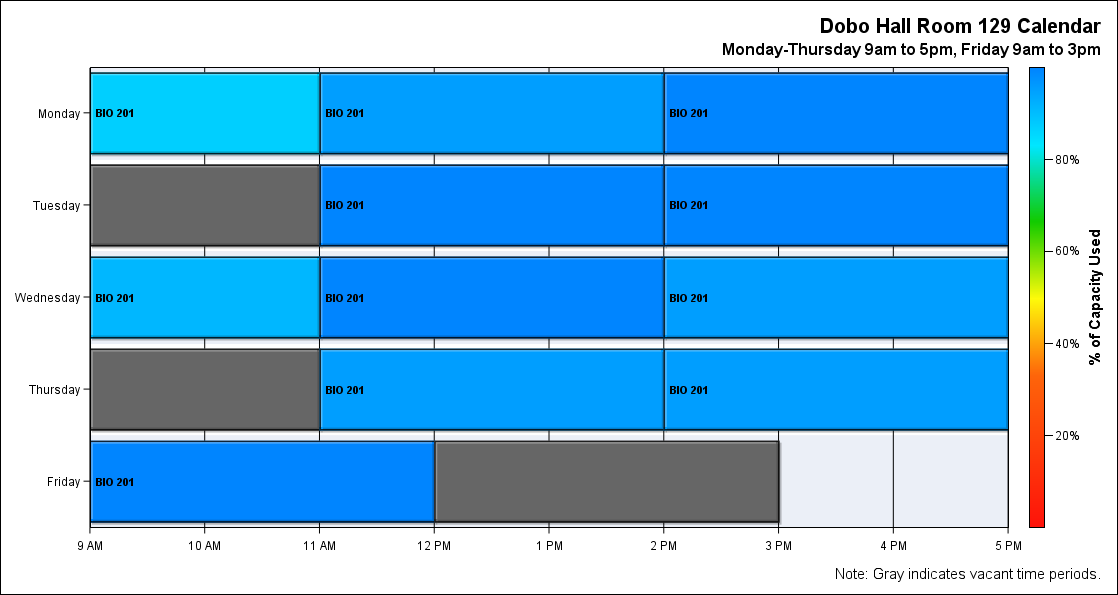 Dobo Hall Room 129 Calendar
Monday-Thursday 9am to 5pm, Friday 9am to 3pm
Monday
BIO 201
BIO 201
BIO 201
Tuesday
BIO 201
BIO 201
Wednesday
BIO 201
BIO 201
BIO 201
Thursday
BIO 201
BIO 201
Friday
BIO 201
9 AM
10 AM
11 AM
12 PM
1 PM
2 PM
3 PM
4 PM
5 PM
80%
60%
40%
20%
% of Capacity Used
Note: Gray indicates vacant time periods.